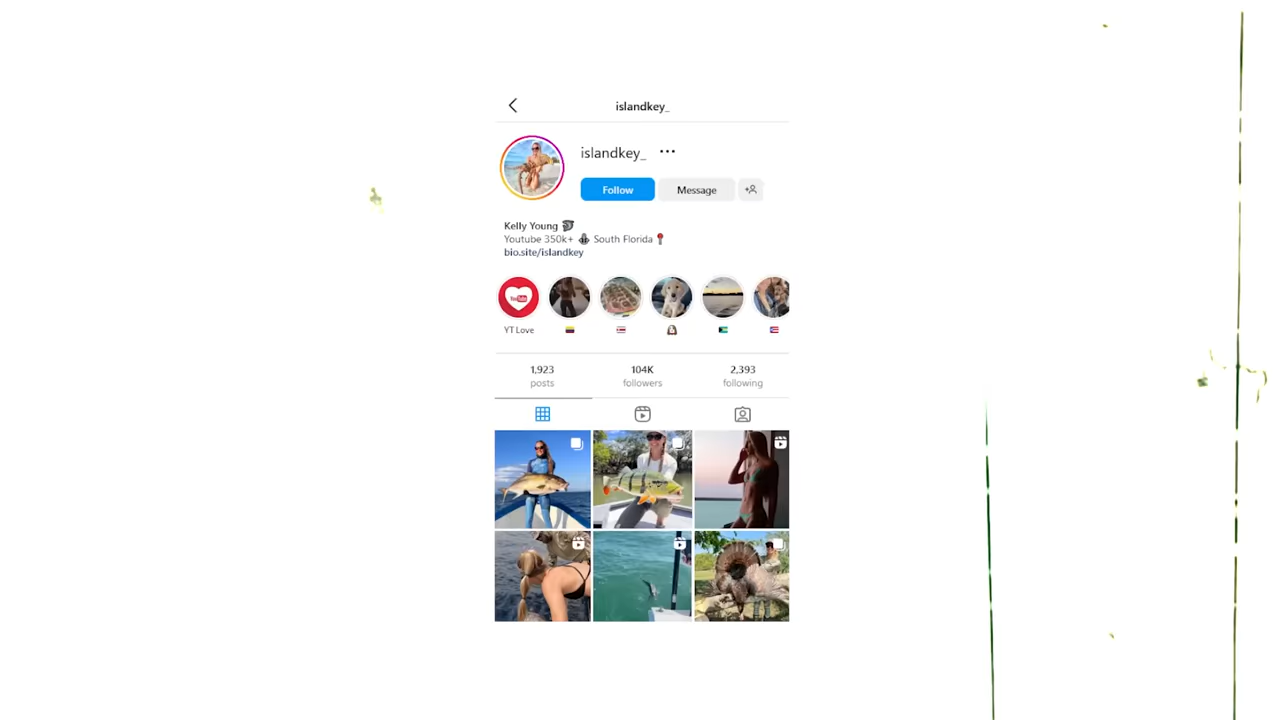 islandkey_
islandkey_ ...
Follow Message
Kelly Young
Youtube 350k+ South Florida
bio.site/islandkey
YouTube
YT Love
1,923 104K 2,393
posts followers following